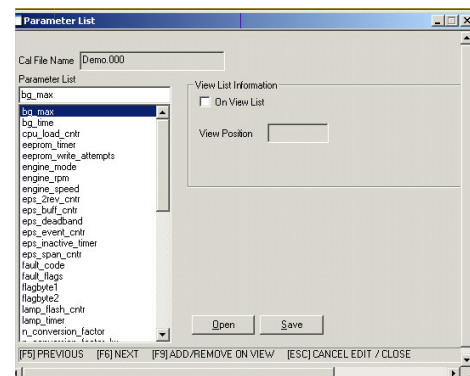 Parameter List
Cal File Name Demo.000
Parameter List
bg_max
bg_max
bg_time
cpu_load_cntr
eeprom_timer
eeprom_write_attempts
engine_mode
engine_rpm
engine_speed
eps_2rev_cntr
eps_buff_cntr
eps_deadband
eps_event_cntr
eps_inactive_timer
eps_span_cntr
fault_code
fault_flags
flagbyte1
flagbyte2
lamp_flash_cntr
lamp_timer
n_conversion_factor
View List Information
On View List
View Position
Open Save
[F5] PREVIOUS [F6] NEXT [F9] ADD/REMOVE ON VIEW [ESC] CANCEL EDIT / CLOSE